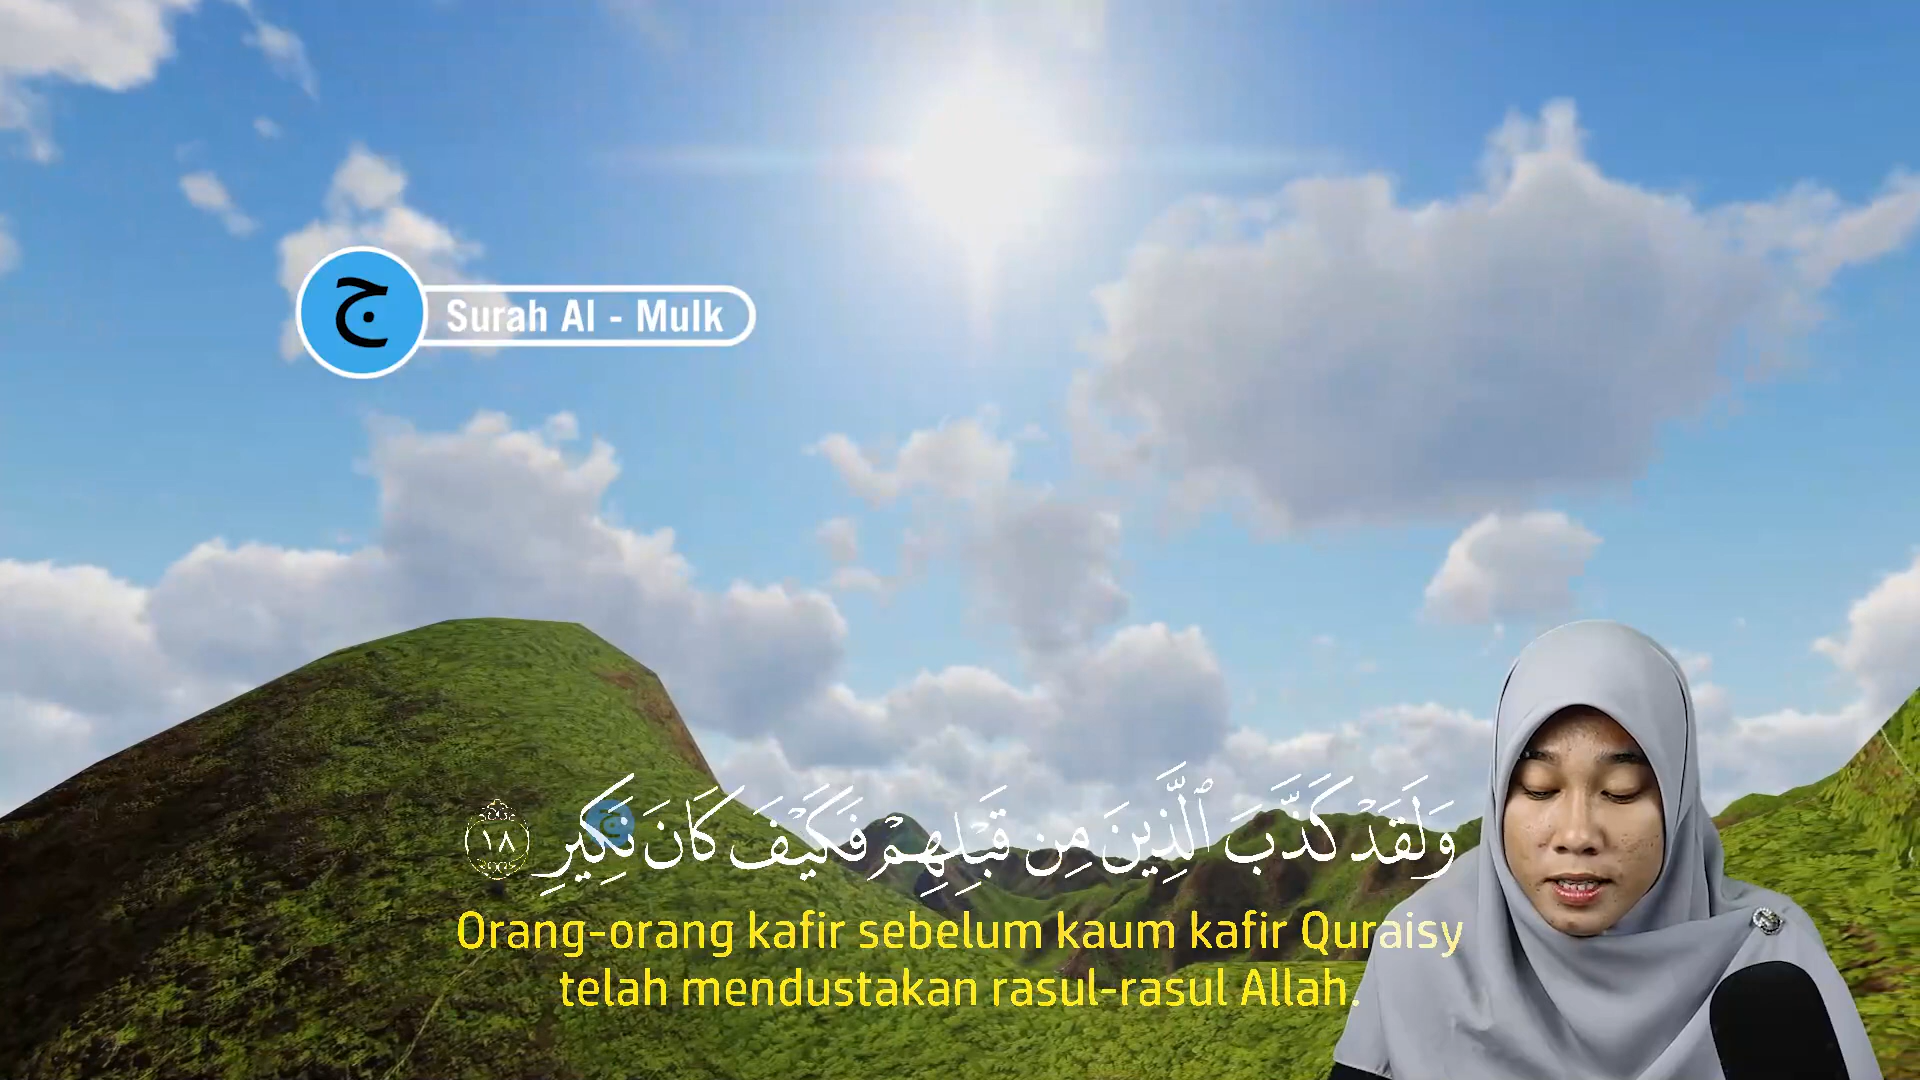 ج
Surah Al - Mulk
وَلَقَدْ كَذَّبَ ٱلَّذِينَ مِن قَبْلِهِمْ فَكَيْفَ كَانَ نَكِيرِ ١٨
ج
Orang-orang kafir sebelum kaum kafir Quraisy
telah mendustakan rasul-rasul Allah.